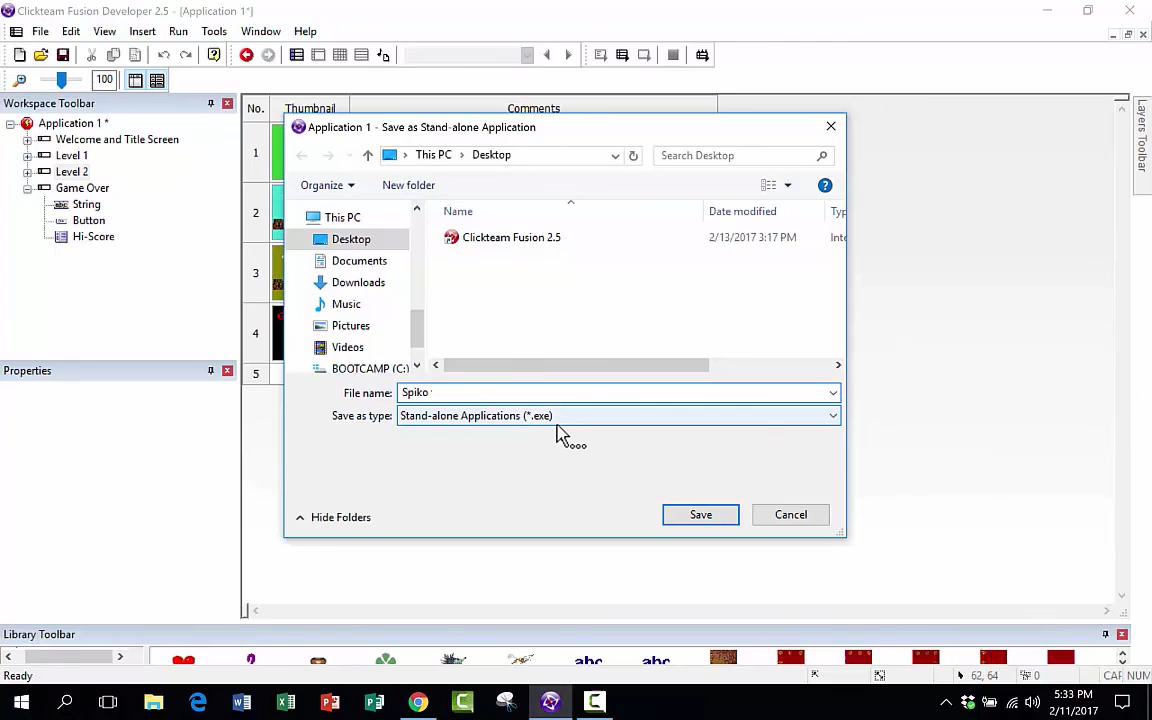 Clickteam Fusion Developer 2.5 - [Application 1*]
File Edit View Insert Run Tools Window Help
100
Workspace Toolbar
Application 1 *
Welcome and Title Screen
Level 1
Level 2
Game Over
String
Button
Hi-Score
Properties
No. Thumbnail Comments
1
2
3
4
5
Layers Toolbar
Application 1 - Save as Stand-alone Application
This PC > Desktop
Search Desktop
Organize
New folder
Name Date modified Typ
This PC
Desktop
Documents
Downloads
Music
Pictures
Videos
BOOTCAMP (C:)
Clickteam Fusion 2.5 2/13/2017 3:17 PM Inte
File name: Spiko
Save as type: Stand-alone Applications (*.exe)
Hide Folders
Save
Cancel
Library Toolbar
abc abc
Ready
62, 64
0
CAP NUM
5:33 PM
2/11/2017